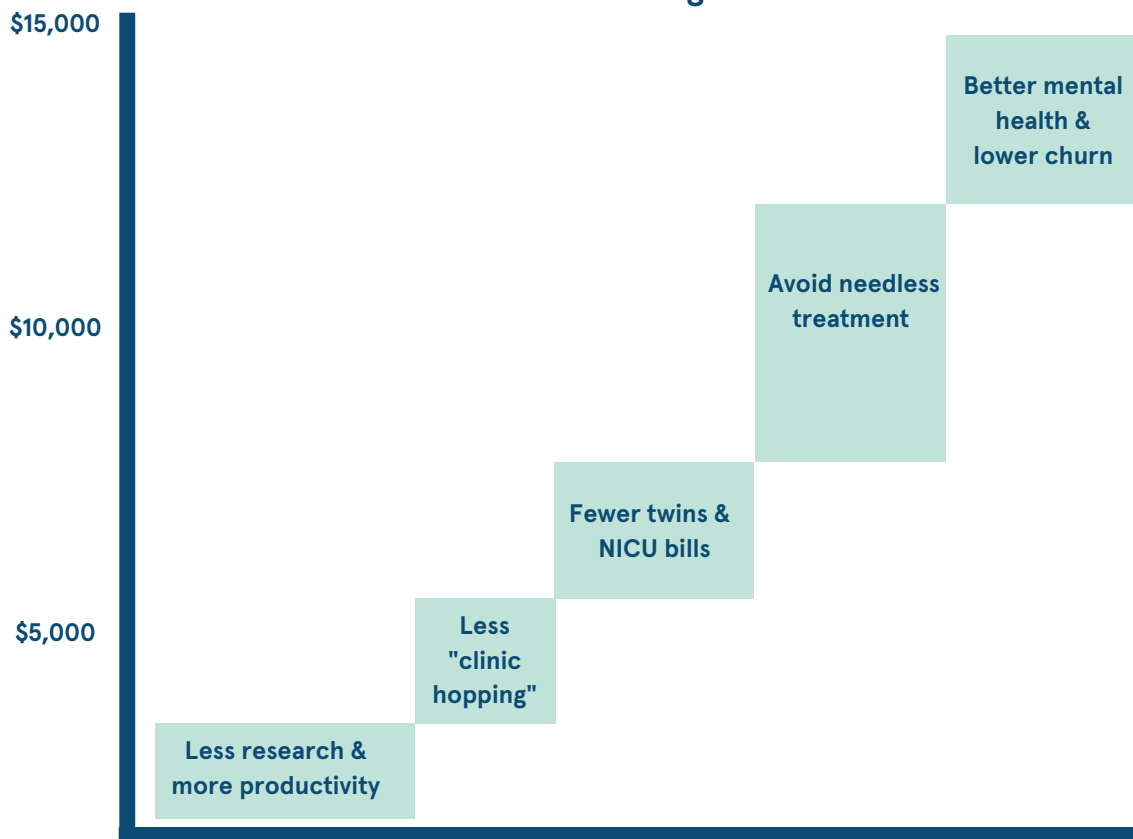 $15,000
Better mental
health &
lower churn
Avoid needless
treatment
$10,000
Fewer twins &
NICU bills
$5,000
Less
"clinic
hopping"
Less research &
more productivity